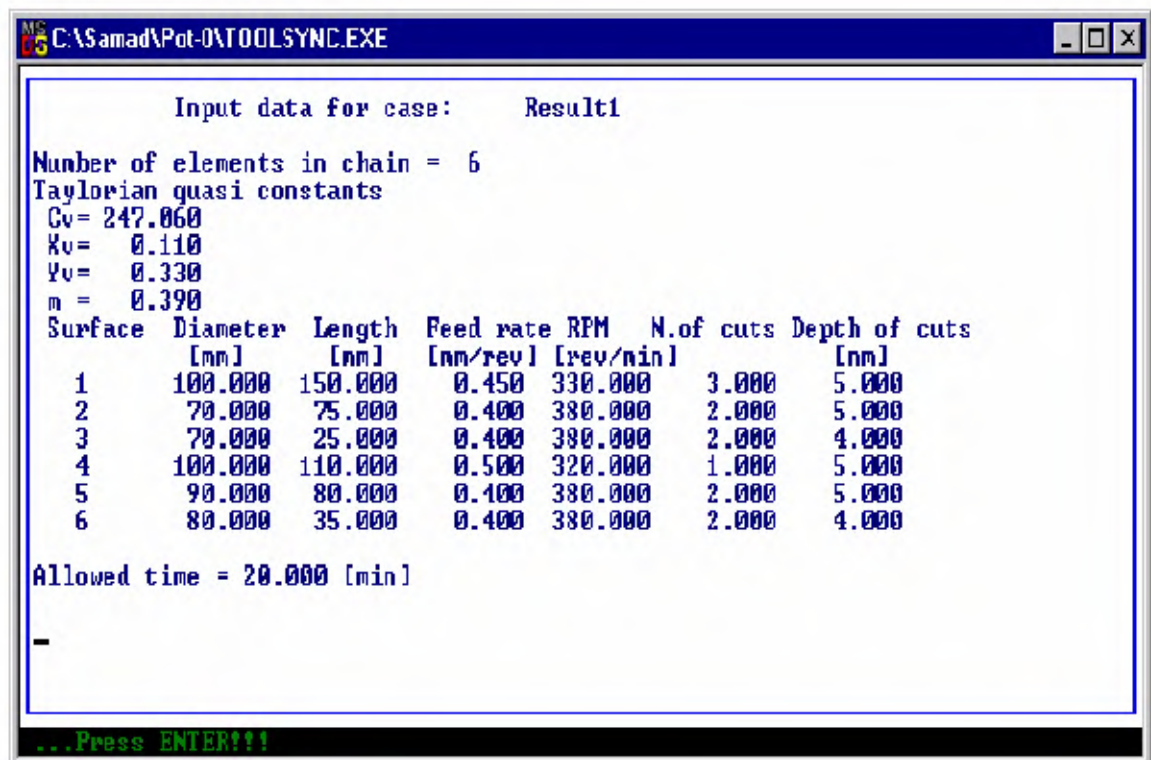 MS DOS C:\Samad\Pot-0\TOOLSYNC.EXE
Input data for case: Result1
Number of elements in chain = 6
Taylorian quasi constants
Cv= 247.060
Xv= 0.110
Yv= 0.330
m = 0.390
Surface Diameter Length Feed rate RPM N.of cuts Depth of cuts
[mm] [mm] [mm/rev] [rev/min] [mm]
1 100.000 150.000 0.450 330.000 3.000 5.000
2 70.000 75.000 0.400 380.000 2.000 5.000
3 70.000 25.000 0.400 380.000 2.000 4.000
4 100.000 110.000 0.500 320.000 1.000 5.000
5 90.000 80.000 0.400 380.000 2.000 5.000
6 80.000 35.000 0.400 380.000 2.000 4.000
Allowed time = 20.000 [min]
...Press ENTER!!!